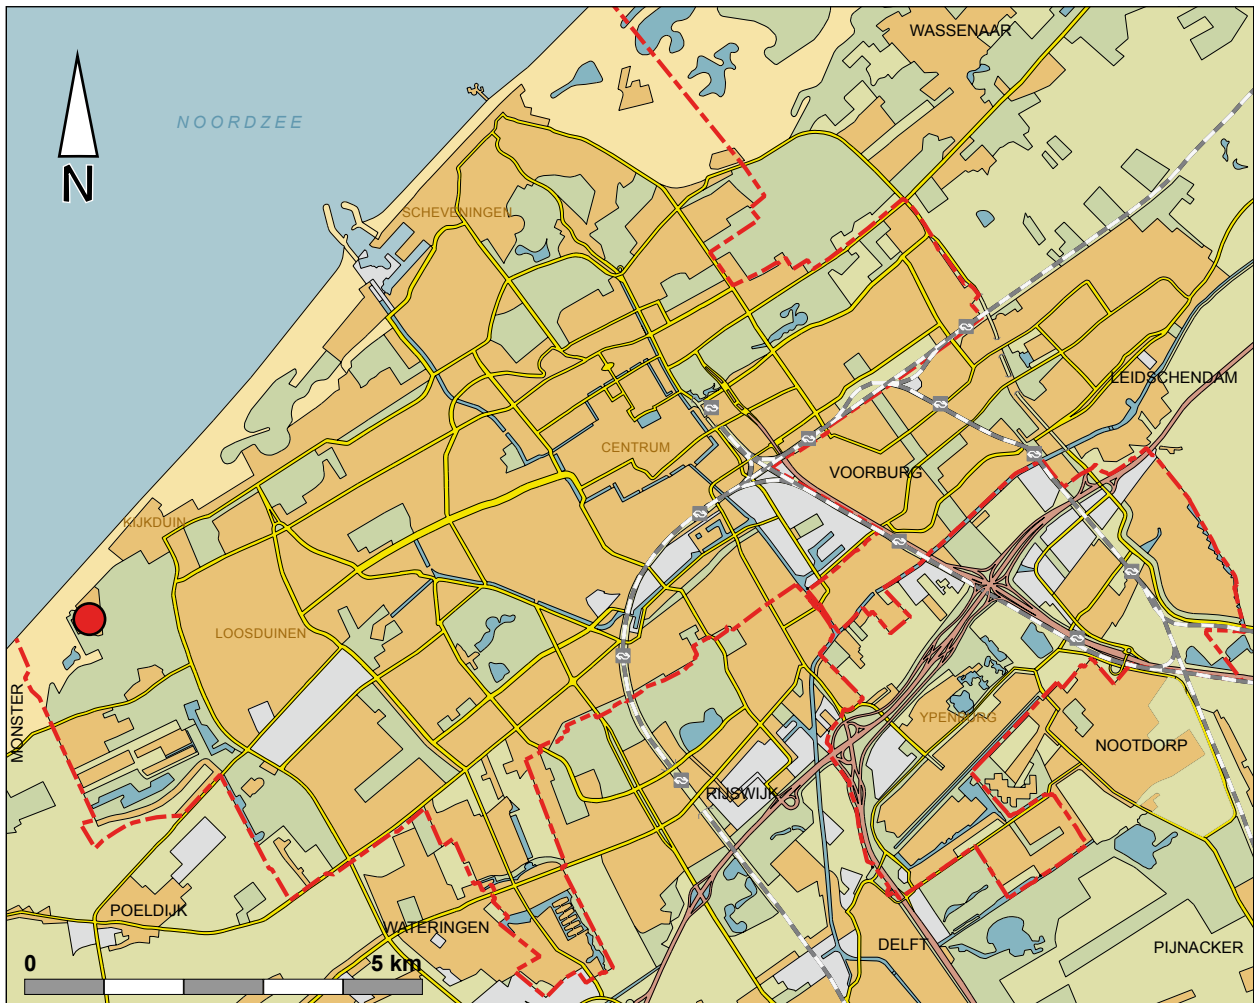 WASSENAAR
NOORDZEE
N
SCHEVENINGEN
LEIDSCHENDAM
CENTRUM
VOORBURG
KIJKDUIN
LOOSDUINEN
MONSTER
YPENBURG
NOOTDORP
RIJSWIJK
POELDIJK
WATERINGEN
DELFT
PIJNACKER
0 5 km